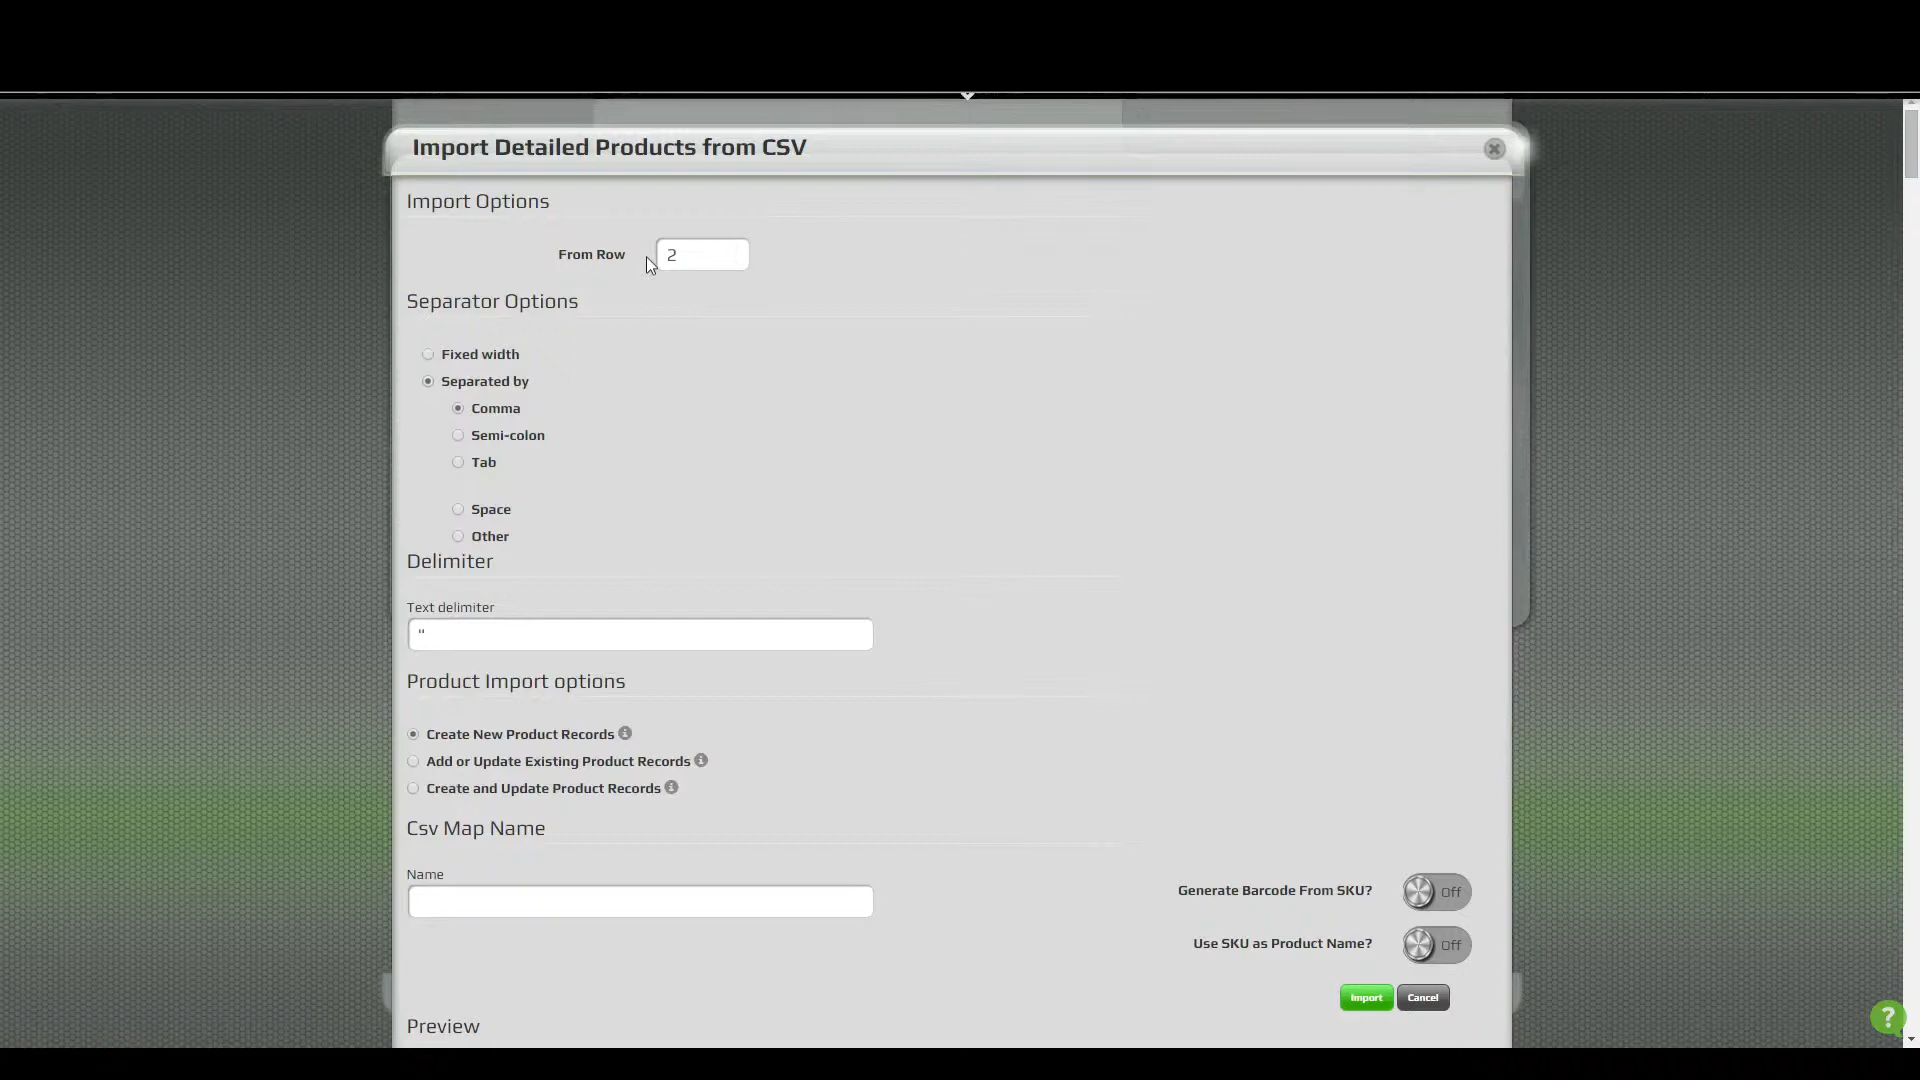 Import Detailed Products from CSV
Import Options
From Row 2
Separator Options
Fixed width
Separated by
Comma
Semi-colon
Tab
Space
Other
Delimiter
Text delimiter
"
Product Import options
Create New Product Records
Add or Update Existing Product Records
Create and Update Product Records
Csv Map Name
Name
Generate Barcode From SKU? Off
Use SKU as Product Name? Off
Import Cancel
Preview
?